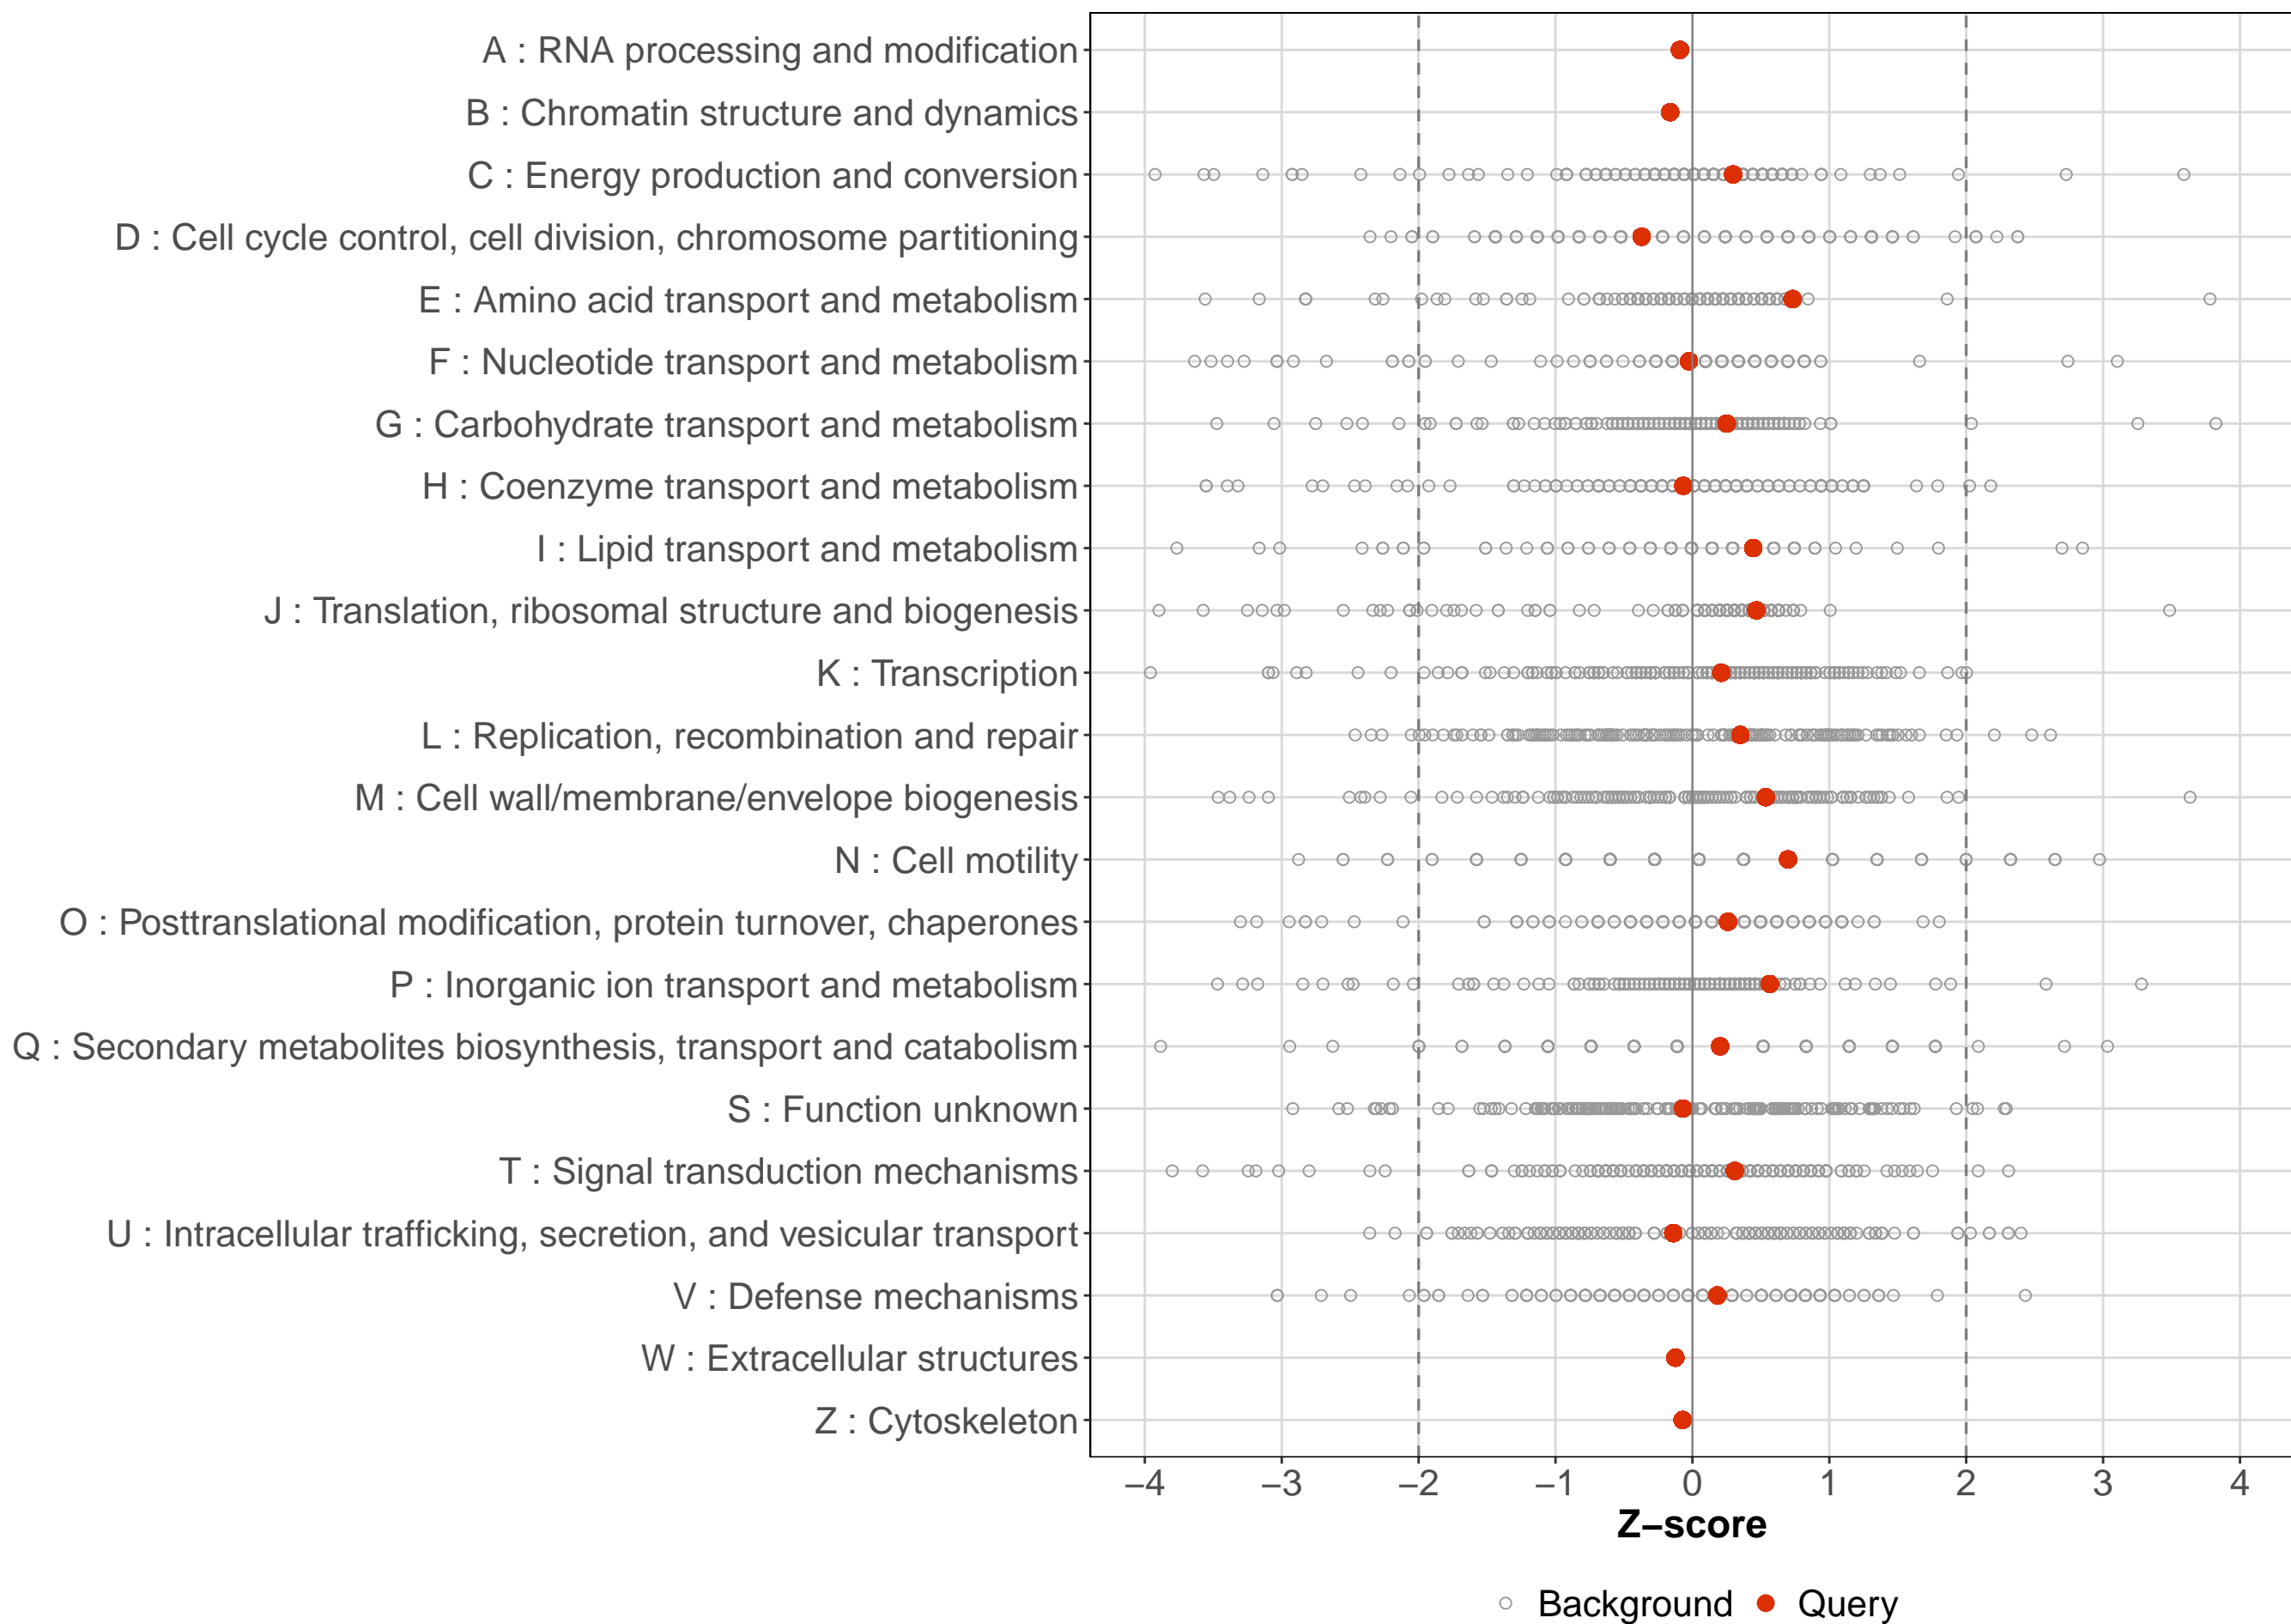 A : RNA processing and modification
B : Chromatin structure and dynamics
C : Energy production and conversion
D : Cell cycle control, cell division, chromosome partitioning
E : Amino acid transport and metabolism
F : Nucleotide transport and metabolism
G : Carbohydrate transport and metabolism
H : Coenzyme transport and metabolism
I : Lipid transport and metabolism
J : Translation, ribosomal structure and biogenesis
K : Transcription
L : Replication, recombination and repair
M : Cell wall/membrane/envelope biogenesis
N : Cell motility
O : Posttranslational modification, protein turnover, chaperones
P : Inorganic ion transport and metabolism
Q : Secondary metabolites biosynthesis, transport and catabolism
S : Function unknown
T : Signal transduction mechanisms
U : Intracellular trafficking, secretion, and vesicular transport
V : Defense mechanisms
W : Extracellular structures
Z : Cytoskeleton
−4 −3 −2 −1 0 1 2 3 4
Z−score
Background Query